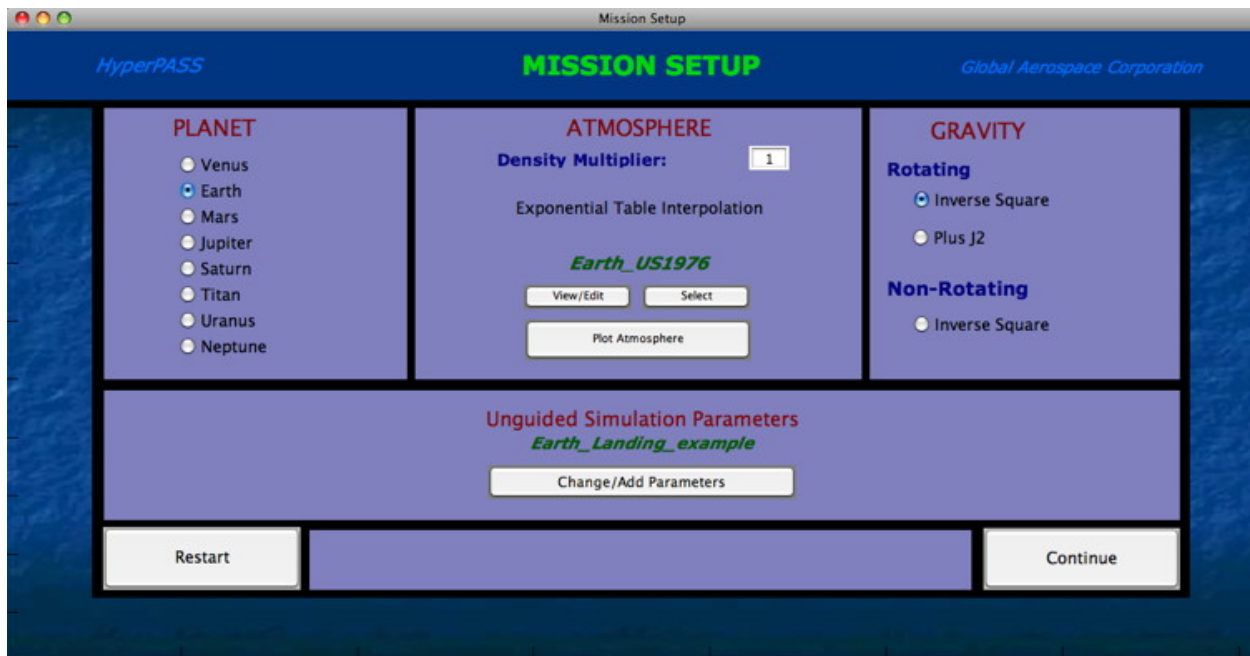 Mission Setup
HyperPASS
MISSION SETUP
Global Aerospace Corporation
PLANET
Venus
Earth
Mars
Jupiter
Saturn
Titan
Uranus
Neptune
ATMOSPHERE
Density Multiplier: 1
Exponential Table Interpolation
Earth_US1976
View/Edit Select
Plot Atmosphere
GRAVITY
Rotating
Inverse Square
Plus J2
Non-Rotating
Inverse Square
Unguided Simulation Parameters
Earth_Landing_example
Change/Add Parameters
Restart
Continue